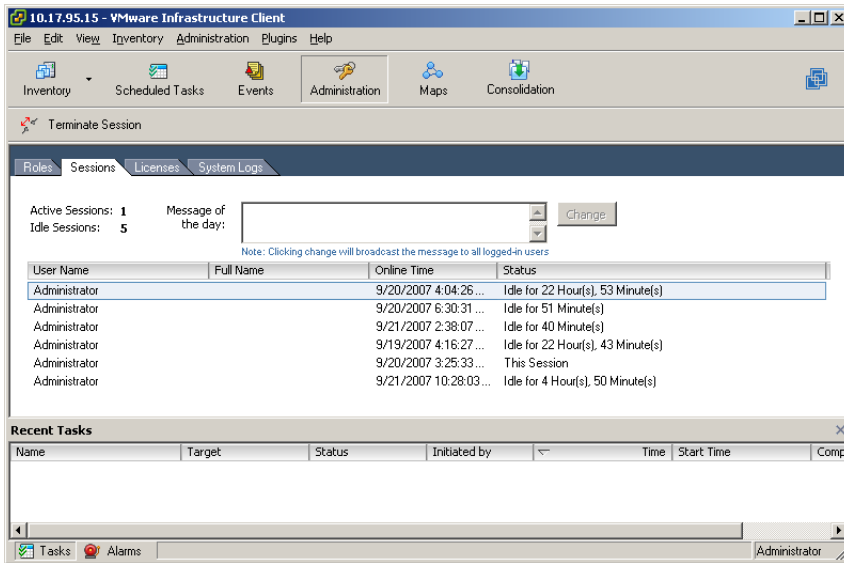 10.17.95.15 - VMware Infrastructure Client
File Edit View Inventory Administration Plugins Help
Inventory Scheduled Tasks Events Administration Maps Consolidation
Terminate Session
Roles Sessions Licenses System Logs
Active Sessions: 1 Message of the day: Change
Idle Sessions: 5
Note: Clicking change will broadcast the message to all logged-in users
User Name Full Name Online Time Status
Administrator 9/20/2007 4:04:26... Idle for 22 Hour(s), 53 Minute(s)
Administrator 9/20/2007 6:30:31... Idle for 51 Minute(s)
Administrator 9/21/2007 2:38:07... Idle for 40 Minute(s)
Administrator 9/19/2007 4:16:27... Idle for 22 Hour(s), 43 Minute(s)
Administrator 9/20/2007 3:25:33... This Session
Administrator 9/21/2007 10:28:03... Idle for 4 Hour(s), 50 Minute(s)
Recent Tasks
Name Target Status Initiated by Time Start Time Comp
Tasks Alarms Administrator